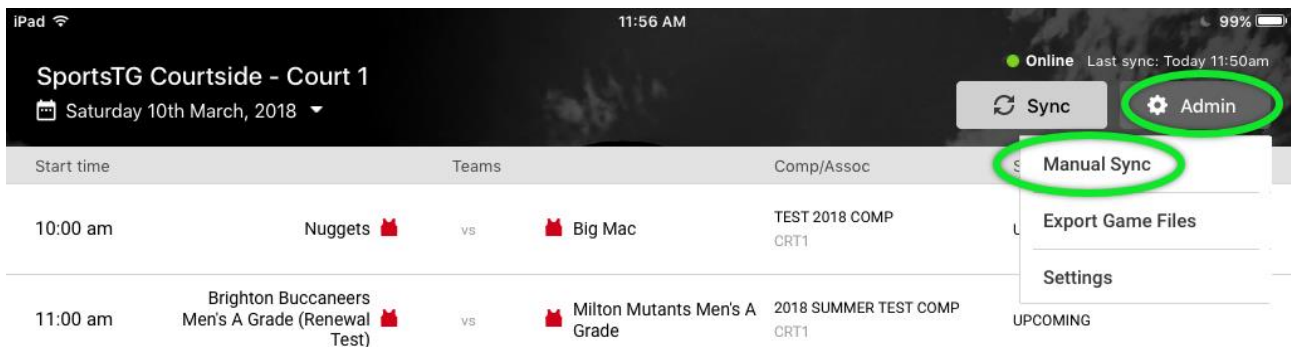 iPad 11:56 AM 99%
Online Last sync: Today 11:50am
SportsTG Courtside - Court 1
Saturday 10th March, 2018
Sync Admin
Start time Teams Comp/Assoc
Manual Sync
Export Game Files
Settings
10:00 am Nuggets vs Big Mac TEST 2018 COMP
CRT1
11:00 am Brighton Buccaneers
Men's A Grade (Renewal
Test) vs Milton Mutants Men's A
Grade 2018 SUMMER TEST COMP
CRT1 UPCOMING